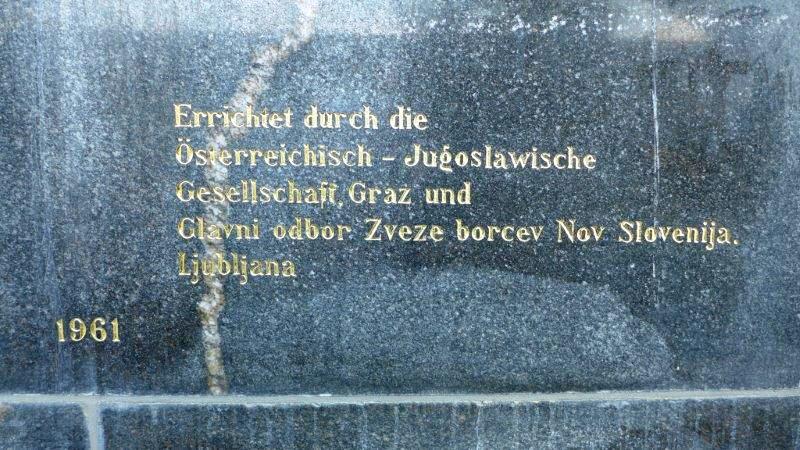 Errichtet durch die
Österreichisch - Jugoslawische
Gesellschaft, Graz und
Glavni odbor Zveze borcev Nov Slovenija.
Ljubljana
1961